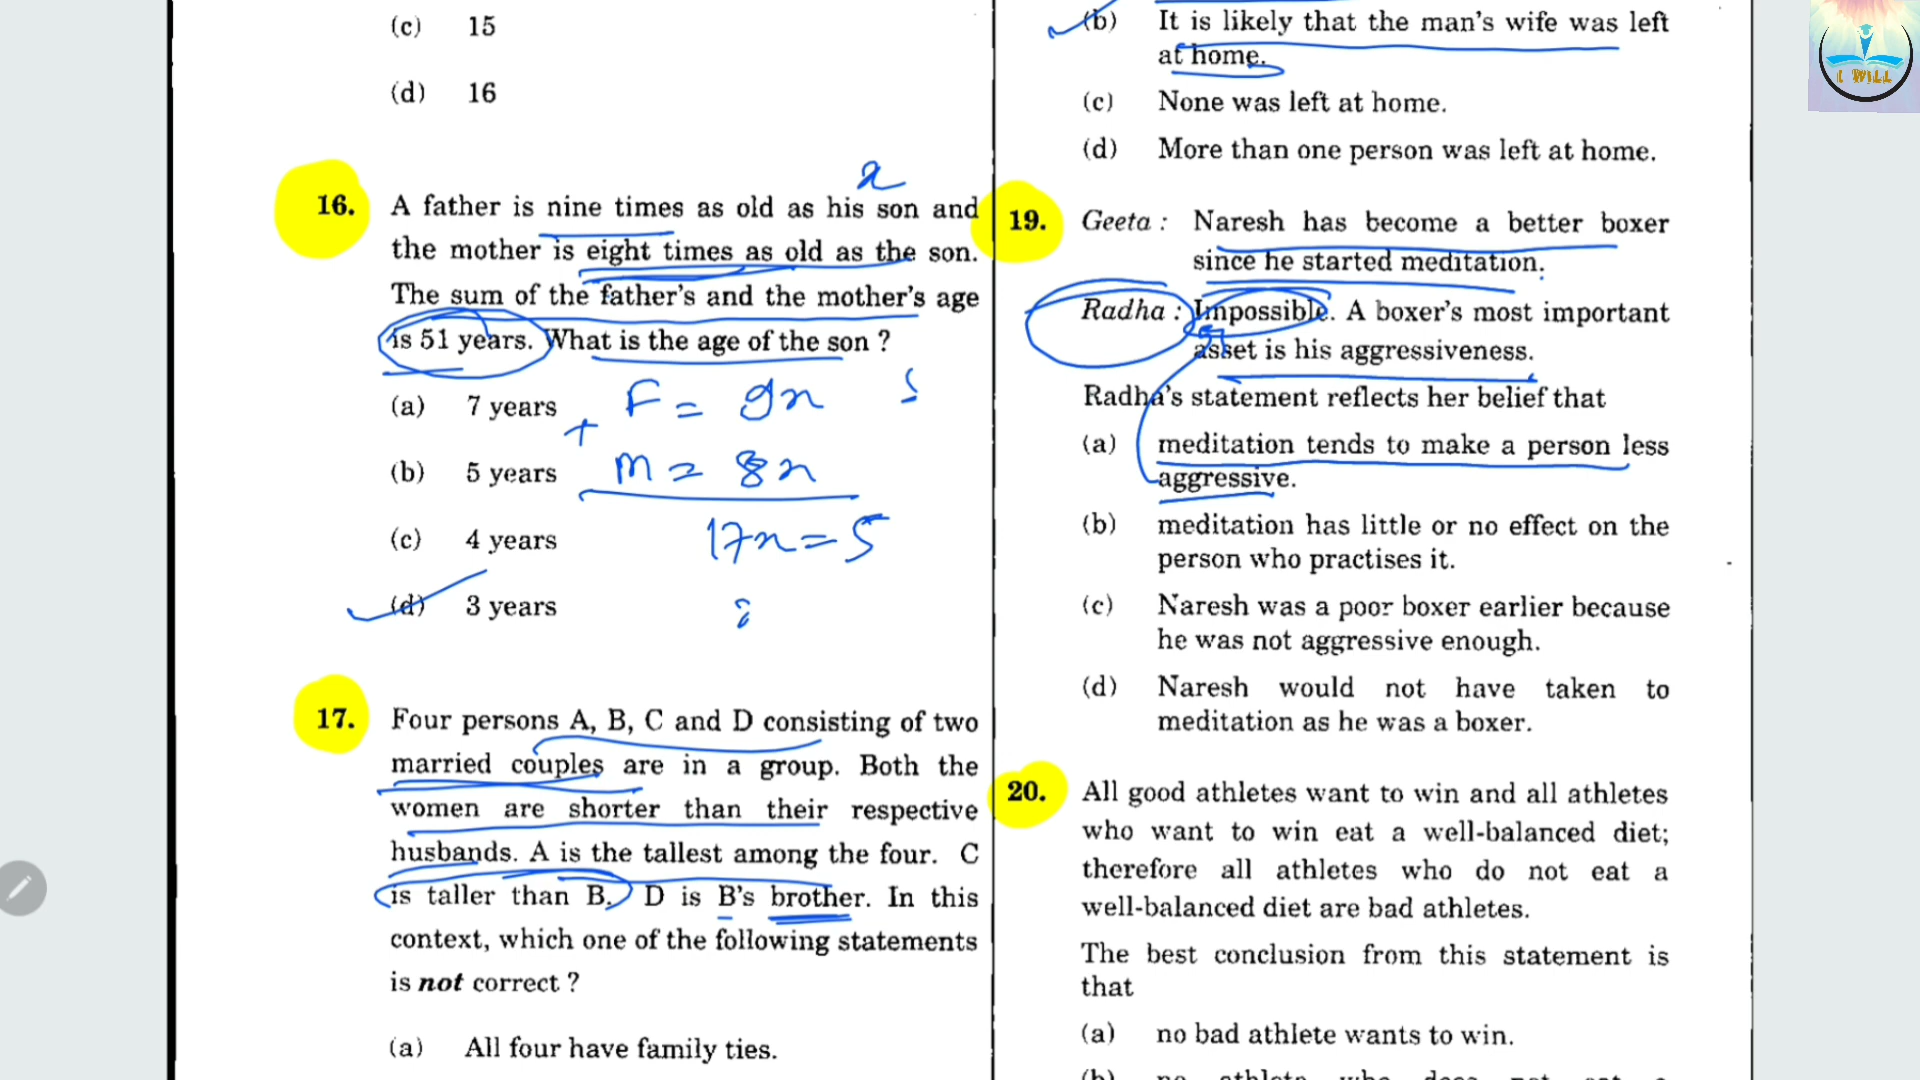 (c) 15
(d) 16
16. A father is nine times as old as his son and
the mother is eight times as old as the son.
The sum of the father's and the mother's age
is 51 years. What is the age of the son ?
(a) 7 years
(b) 5 years
(c) 4 years
(d) 3 years
x
F = 9x
+
m = 8x
17x = 5
17. Four persons A, B, C and D consisting of two
married couples are in a group. Both the
women are shorter than their respective
husbands. A is the tallest among the four. C
is taller than B. D is B's brother. In this
context, which one of the following statements
is not correct ?
(a) All four have family ties.
(b) It is likely that the man's wife was left
at home.
(c) None was left at home.
(d) More than one person was left at home.
19. Geeta : Naresh has become a better boxer
since he started meditation.
Radha : Impossible. A boxer's most important
asset is his aggressiveness.
Radha's statement reflects her belief that
(a) meditation tends to make a person less
aggressive.
(b) meditation has little or no effect on the
person who practises it.
(c) Naresh was a poor boxer earlier because
he was not aggressive enough.
(d) Naresh would not have taken to
meditation as he was a boxer.
20. All good athletes want to win and all athletes
who want to win eat a well-balanced diet;
therefore all athletes who do not eat a
well-balanced diet are bad athletes.
The best conclusion from this statement is
that
(a) no bad athlete wants to win.
I WILL